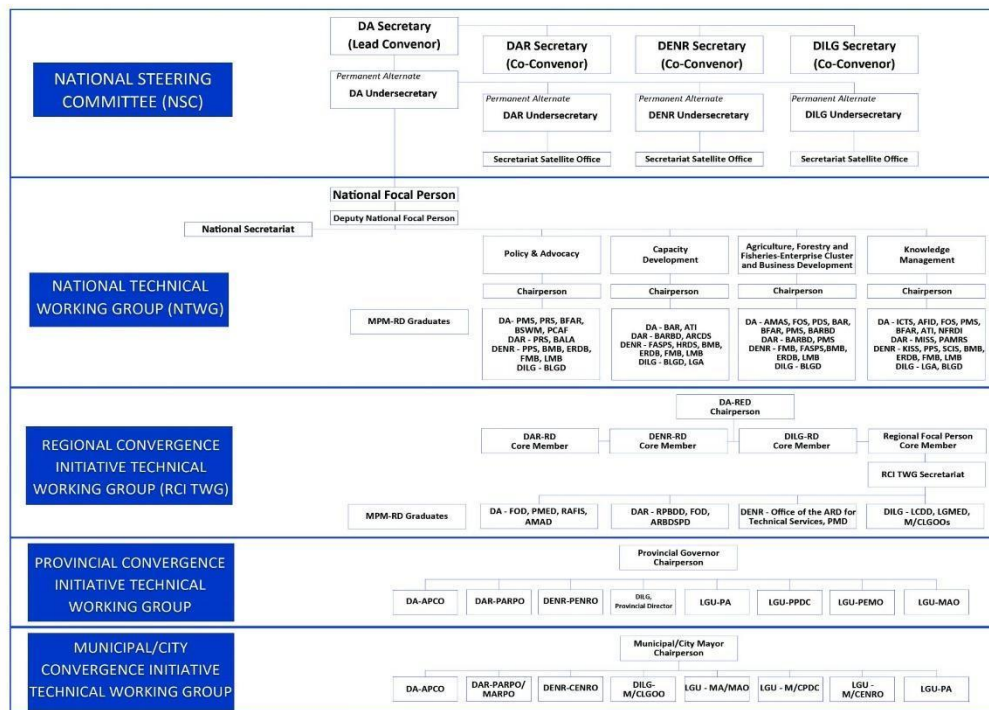 NATIONAL STEERING
COMMITTEE (NSC)
DA Secretary
(Lead Convenor)
DAR Secretary
(Co-Convenor)
DENR Secretary
(Co-Convenor)
DILG Secretary
(Co-Convenor)
Permanent Alternate
DA Undersecretary
Permanent Alternate
DAR Undersecretary
Permanent Alternate
DENR Undersecretary
Permanent Alternate
DILG Undersecretary
Secretariat Satellite Office
Secretariat Satellite Office
Secretariat Satellite Office
NATIONAL TECHNICAL
WORKING GROUP (NTWG)
National Focal Person
Deputy National Focal Person
National Secretariat
Policy & Advocacy
Capacity
Development
Agriculture, Forestry and
Fisheries-Enterprise Cluster
and Business Development
Knowledge
Management
Chairperson
Chairperson
Chairperson
Chairperson
MPM-RD Graduates
DA- PMS, PRS, BFAR,
BSWM, PCAF
DAR - PRS, BALA
DENR - PPS, BMB, ERDB,
FMB, LMB
DILG - BLGD
DA - BAR, ATI
DAR - BARBD, ARCDS
DENR - FASPS, HRDS, BMB,
ERDB, FMB, LMB
DILG - BLGD, LGA
DA - AMAS, FOS, PDS, BAR,
BFAR, PMS, BARBD
DAR - BARBD, PMS
DENR - FMB, FASPS,BMB,
ERDB, LMB
DILG - BLGD
DA - ICTS, AFID, FOS, PMS,
BFAR, ATI, NFRDI
DAR - MISS, PAMRS
DENR - KISS, PPS, SCIS, BMB,
ERDB, FMB, LMB
DILG - LGA, BLGD
REGIONAL CONVERGENCE
INITIATIVE TECHNICAL
WORKING GROUP (RCI TWG)
DA-RED
Chairperson
DAR-RD
Core Member
DENR-RD
Core Member
DILG-RD
Core Member
Regional Focal Person
Core Member
RCI TWG Secretariat
MPM-RD Graduates
DA - FOD, PMED, RAFIS,
AMAD
DAR - RPBDD, FOD,
ARBDSPD
DENR - Office of the ARD for
Technical Services, PMD
DILG - LCDD, LGMED,
M/CLGOOs
PROVINCIAL CONVERGENCE
INITIATIVE TECHNICAL
WORKING GROUP
Provincial Governor
Chairperson
DA-APCO
DAR-PARPO
DENR-PENRO
DILG,
Provincial Director
LGU-PA
LGU-PPDC
LGU-PEMO
LGU-MAO
MUNICIPAL/CITY
CONVERGENCE INITIATIVE
TECHNICAL WORKING GROUP
Municipal/City Mayor
Chairperson
DA-APCO
DAR-PARPO/
MARPO
DENR-CENRO
DILG-
M/CLGOO
LGU - MA/MAO
LGU - M/CPDC
LGU -
M/CENRO
LGU-PA